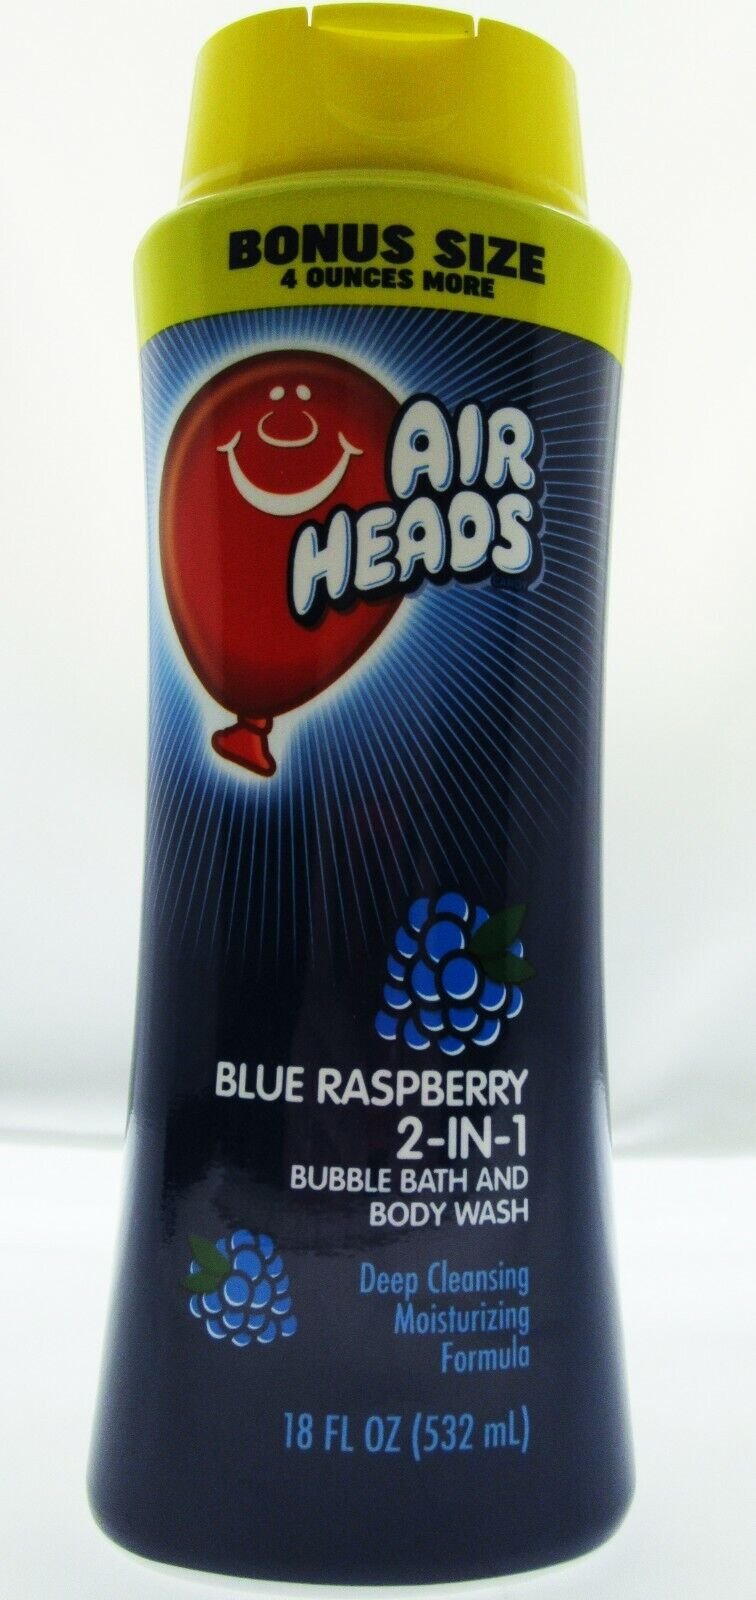 BONUS SIZE
4 OUNCES MORE
AIR
HEADS
CANDY
BLUE RASPBERRY
2-IN-1
BUBBLE BATH AND
BODY WASH
Deep Cleansing
Moisturizing
Formula
18 FL OZ (532 mL)